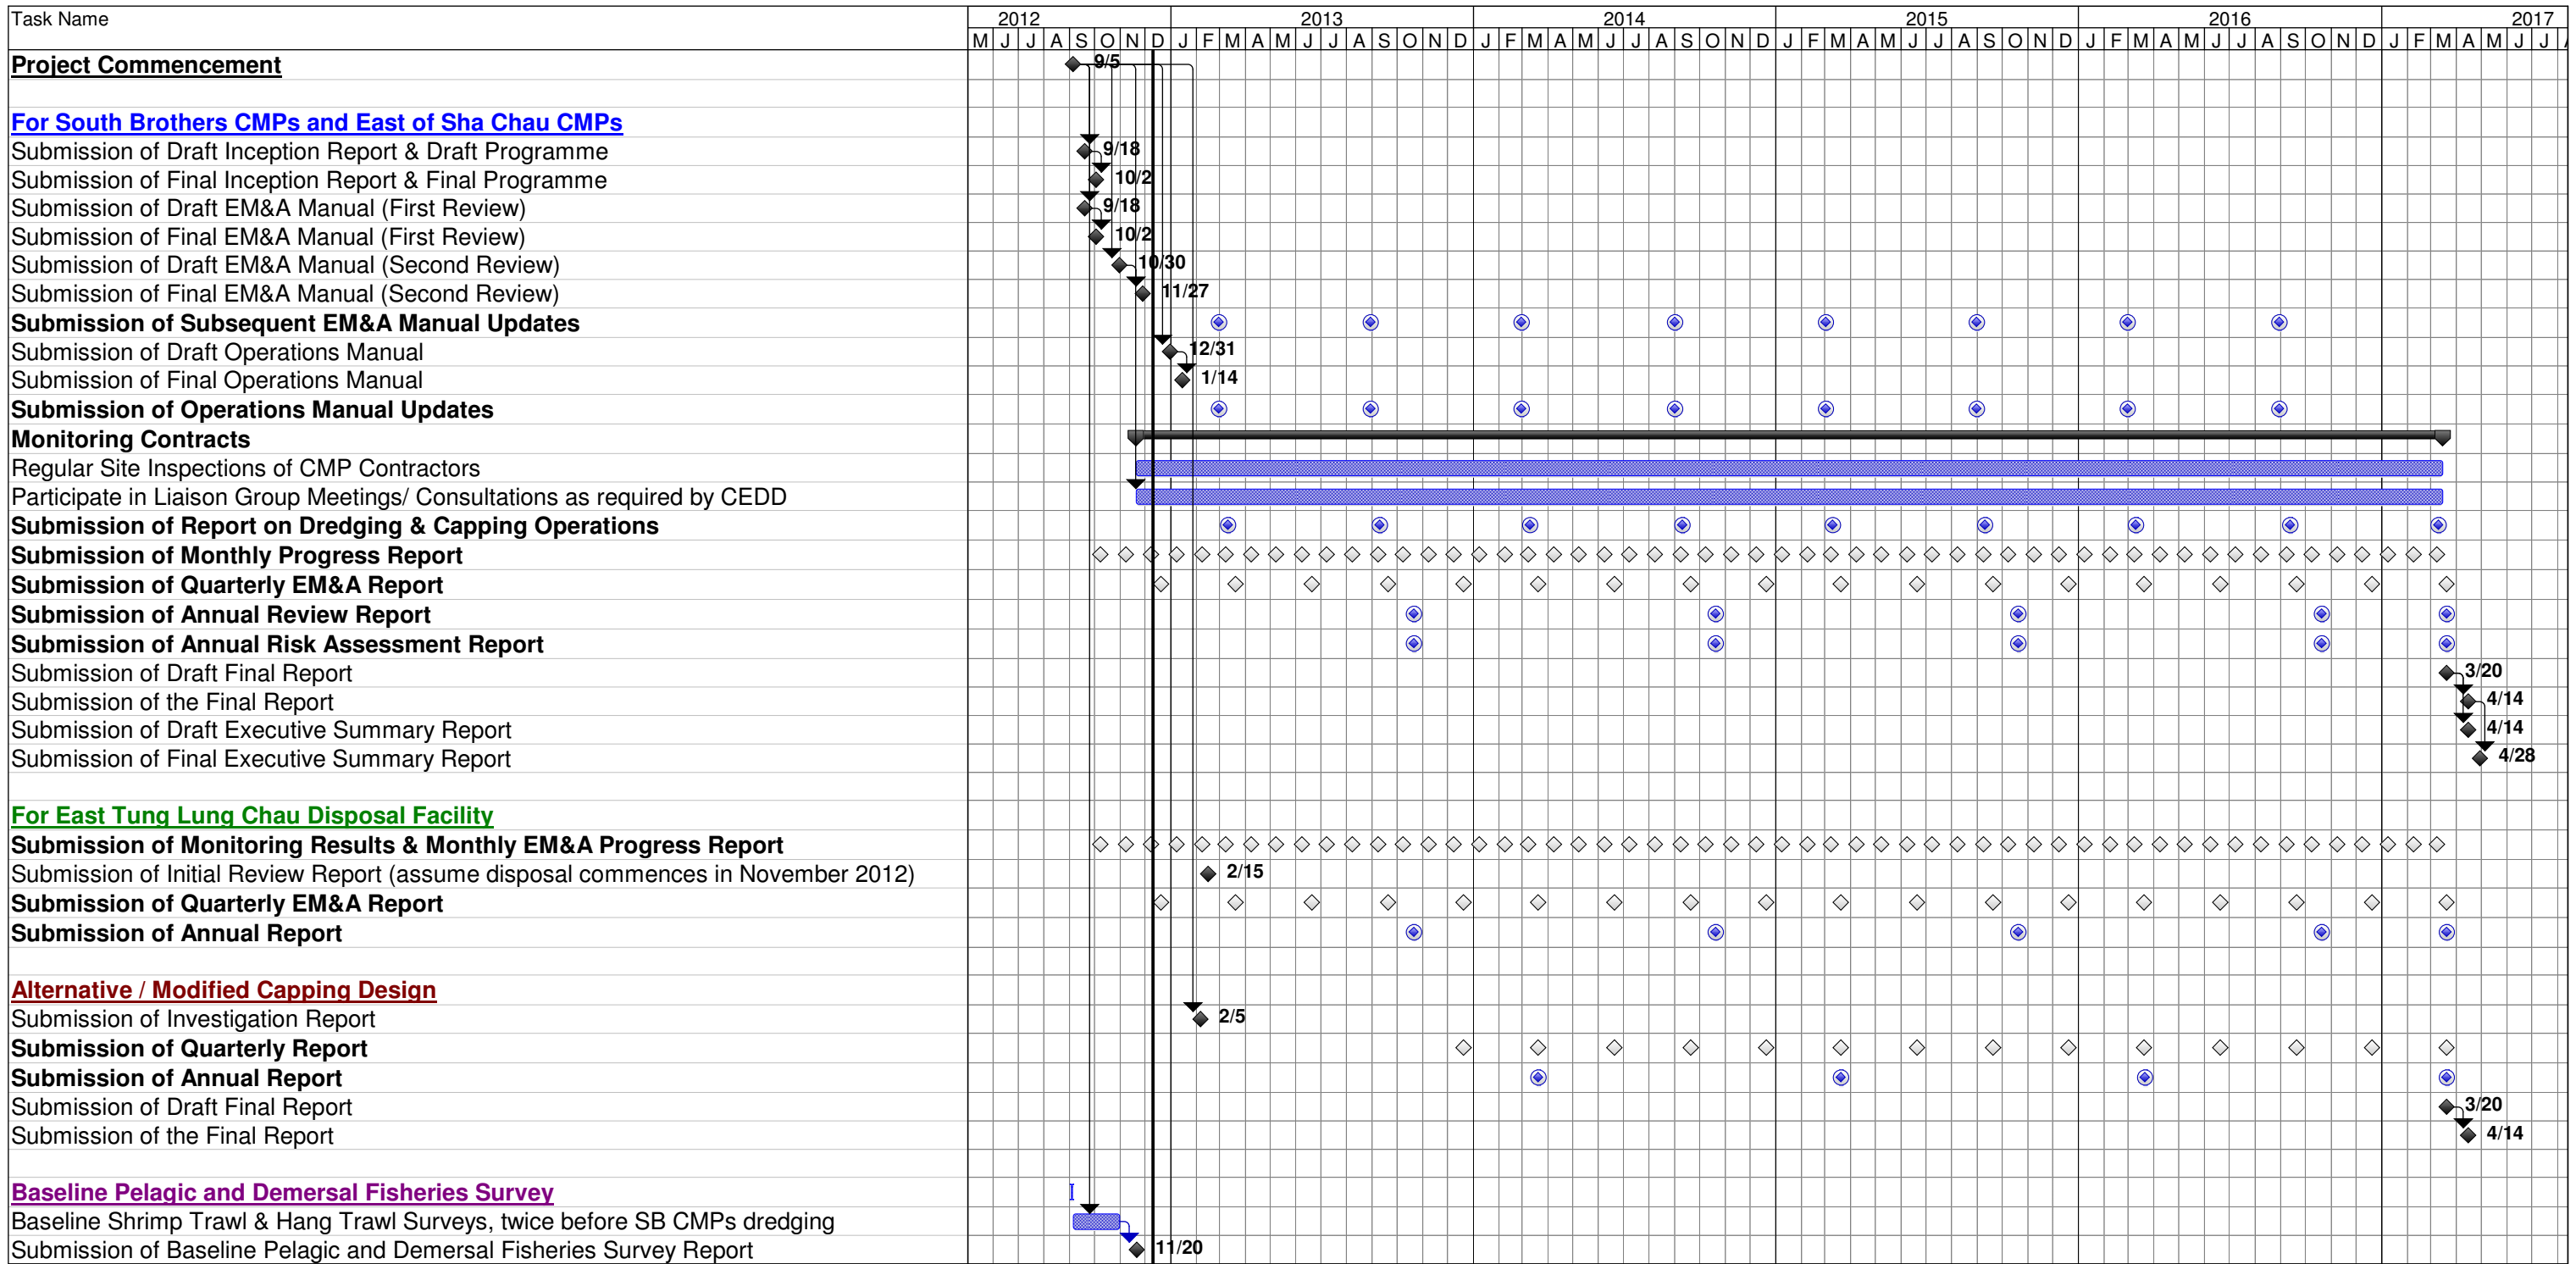 Task Name
2012 2013 2014 2015 2016 2017
M J J A S O N D J F M A M J J A S O N D J F M A M J J A S O N D J F M A M J J A S O N D J F M A M J J A S O N D J F M A M J J
Project Commencement 9/5
For South Brothers CMPs and East of Sha Chau CMPs
Submission of Draft Inception Report & Draft Programme 9/18
Submission of Final Inception Report & Final Programme 10/2
Submission of Draft EM&A Manual (First Review) 9/18
Submission of Final EM&A Manual (First Review) 10/2
Submission of Draft EM&A Manual (Second Review) 10/30
Submission of Final EM&A Manual (Second Review) 11/27
Submission of Subsequent EM&A Manual Updates
Submission of Draft Operations Manual 12/31
Submission of Final Operations Manual 1/14
Submission of Operations Manual Updates
Monitoring Contracts
Regular Site Inspections of CMP Contractors
Participate in Liaison Group Meetings/ Consultations as required by CEDD
Submission of Report on Dredging & Capping Operations
Submission of Monthly Progress Report
Submission of Quarterly EM&A Report
Submission of Annual Review Report
Submission of Annual Risk Assessment Report
Submission of Draft Final Report 3/20
Submission of the Final Report 4/14
Submission of Draft Executive Summary Report 4/14
Submission of Final Executive Summary Report 4/28
For East Tung Lung Chau Disposal Facility
Submission of Monitoring Results & Monthly EM&A Progress Report
Submission of Initial Review Report (assume disposal commences in November 2012) 2/15
Submission of Quarterly EM&A Report
Submission of Annual Report
Alternative / Modified Capping Design
Submission of Investigation Report 2/5
Submission of Quarterly Report
Submission of Annual Report
Submission of Draft Final Report 3/20
Submission of the Final Report 4/14
Baseline Pelagic and Demersal Fisheries Survey
Baseline Shrimp Trawl & Hang Trawl Surveys, twice before SB CMPs dredging
Submission of Baseline Pelagic and Demersal Fisheries Survey Report 11/20